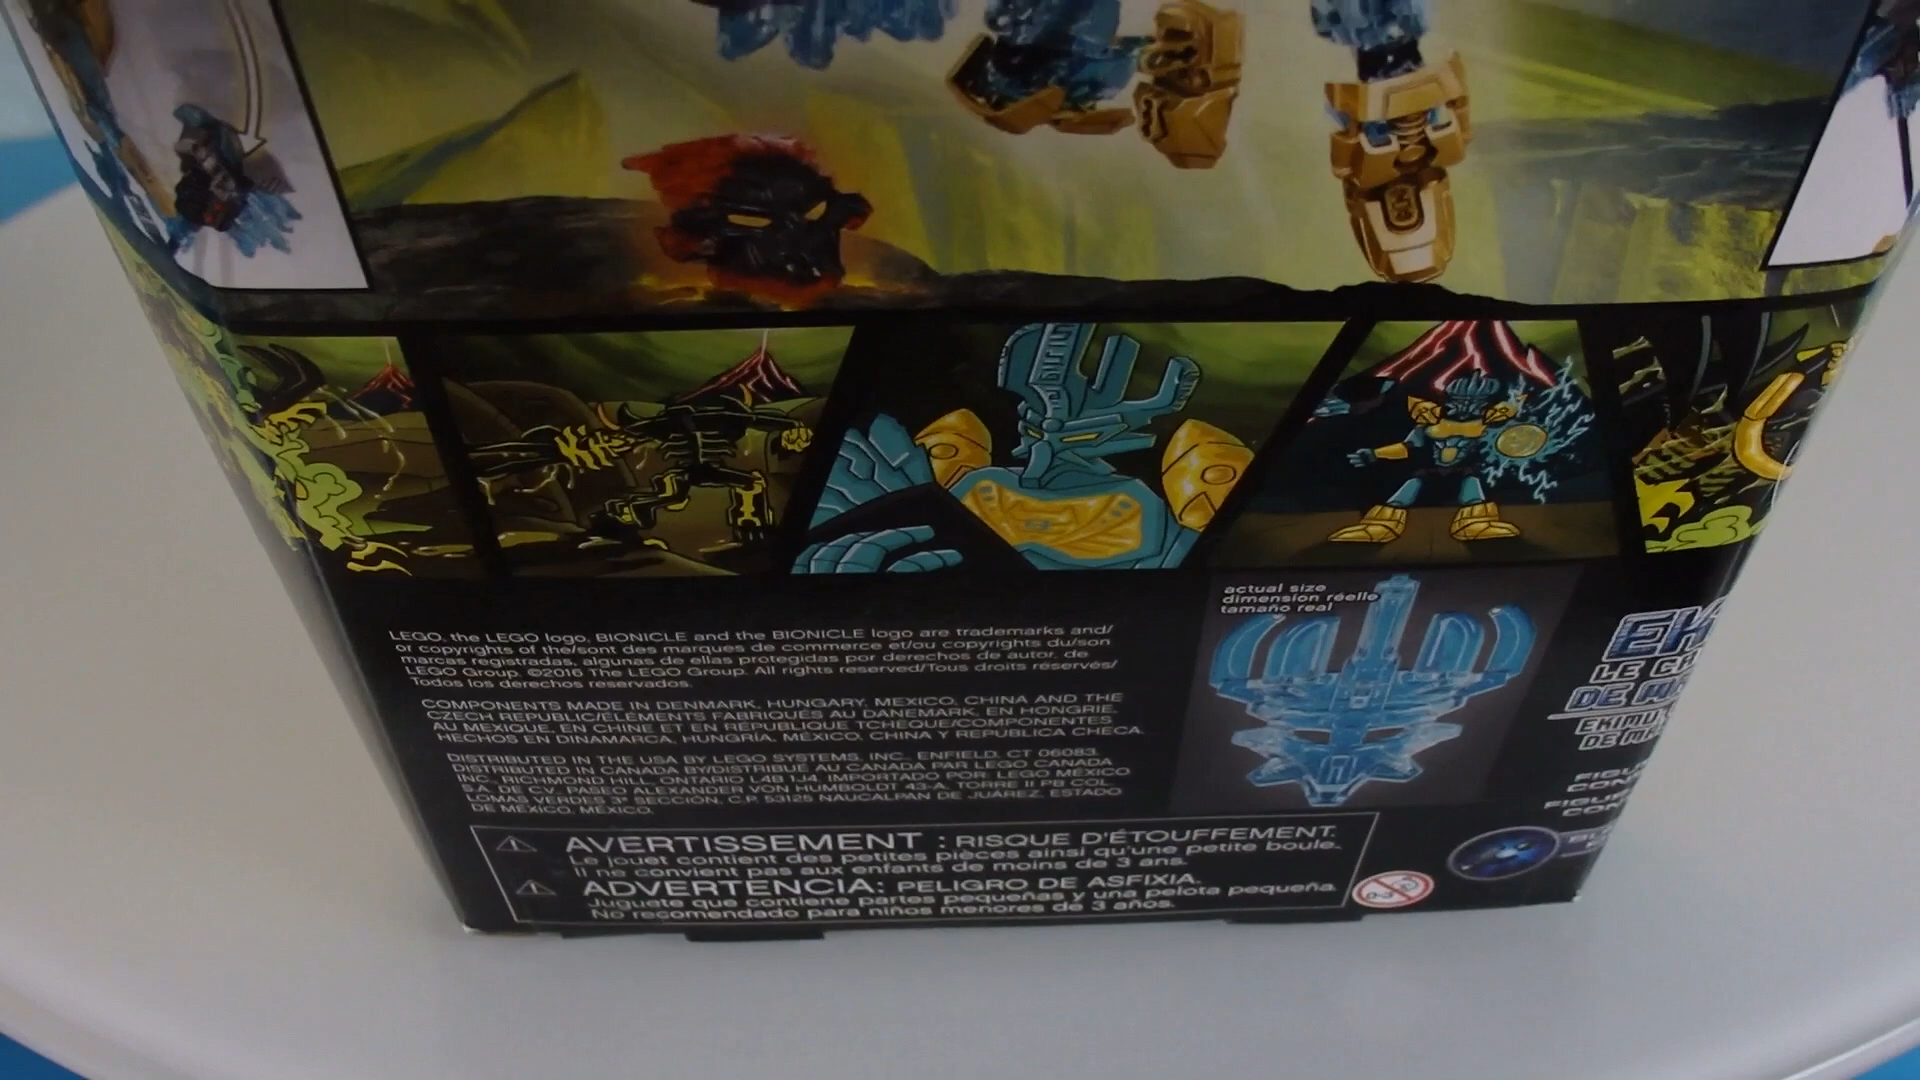 LEGO, the LEGO logo, BIONICLE and the BIONICLE logo are trademarks and/
or copyrights of the/sont des marques de commerce et/ou copyrights du/son
marcas registradas, algunas de ellas protegidas por derechos de autor, de
LEGO Group. ©2016 The LEGO Group. All rights reserved/Tous droits réservés/
Todos los derechos reservados.
COMPONENTS MADE IN DENMARK, HUNGARY, MEXICO, CHINA AND THE
CZECH REPUBLIC/ÉLÉMENTS FABRIQUÉS AU DANEMARK, EN HONGRIE,
AU MEXIQUE, EN CHINE ET EN RÉPUBLIQUE TCHÈQUE/COMPONENTES
HECHOS EN DINAMARCA, HUNGRÍA, MÉXICO, CHINA Y REPÚBLICA CHECA.
DISTRIBUTED IN THE USA BY LEGO SYSTEMS, INC., ENFIELD, CT 06083.
DISTRIBUTED IN CANADA BY/DISTRIBUÉ AU CANADA PAR LEGO CANADA
INC., RICHMOND HILL, ONTARIO L4B 1J4. IMPORTADO POR: LEGO MÉXICO
S.A. DE C.V. PASEO ALEXANDER VON HUMBOLDT 43-A, TORRE II PB COL.
LOMAS VERDES 3ª SECCIÓN, C.P. 53125 NAUCALPAN DE JUÁREZ, ESTADO
DE MÉXICO, MÉXICO.
AVERTISSEMENT : RISQUE D'ÉTOUFFEMENT.
Le jouet contient des petites pièces ainsi qu'une petite boule.
Il ne convient pas aux enfants de moins de 3 ans.
ADVERTENCIA: PELIGRO DE ASFIXIA.
Juguete que contiene partes pequeñas y una pelota pequeña.
No recomendado para niños menores de 3 años.
actual size
dimension réelle
tamaño real
LE
DE
EKIMU
DE